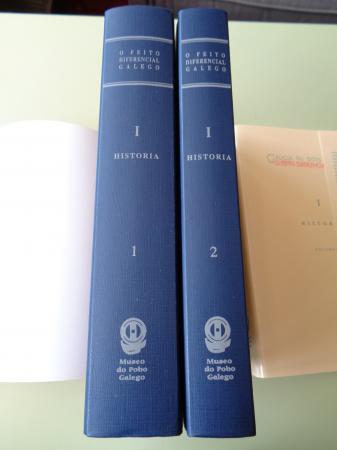 O FEITO
DIFERENCIAL
GALEGO
I
HISTORIA
1
Museo
do Pobo
Galego
O FEITO
DIFERENCIAL
GALEGO
I
HISTORIA
2
Museo
do Pobo
Galego
I